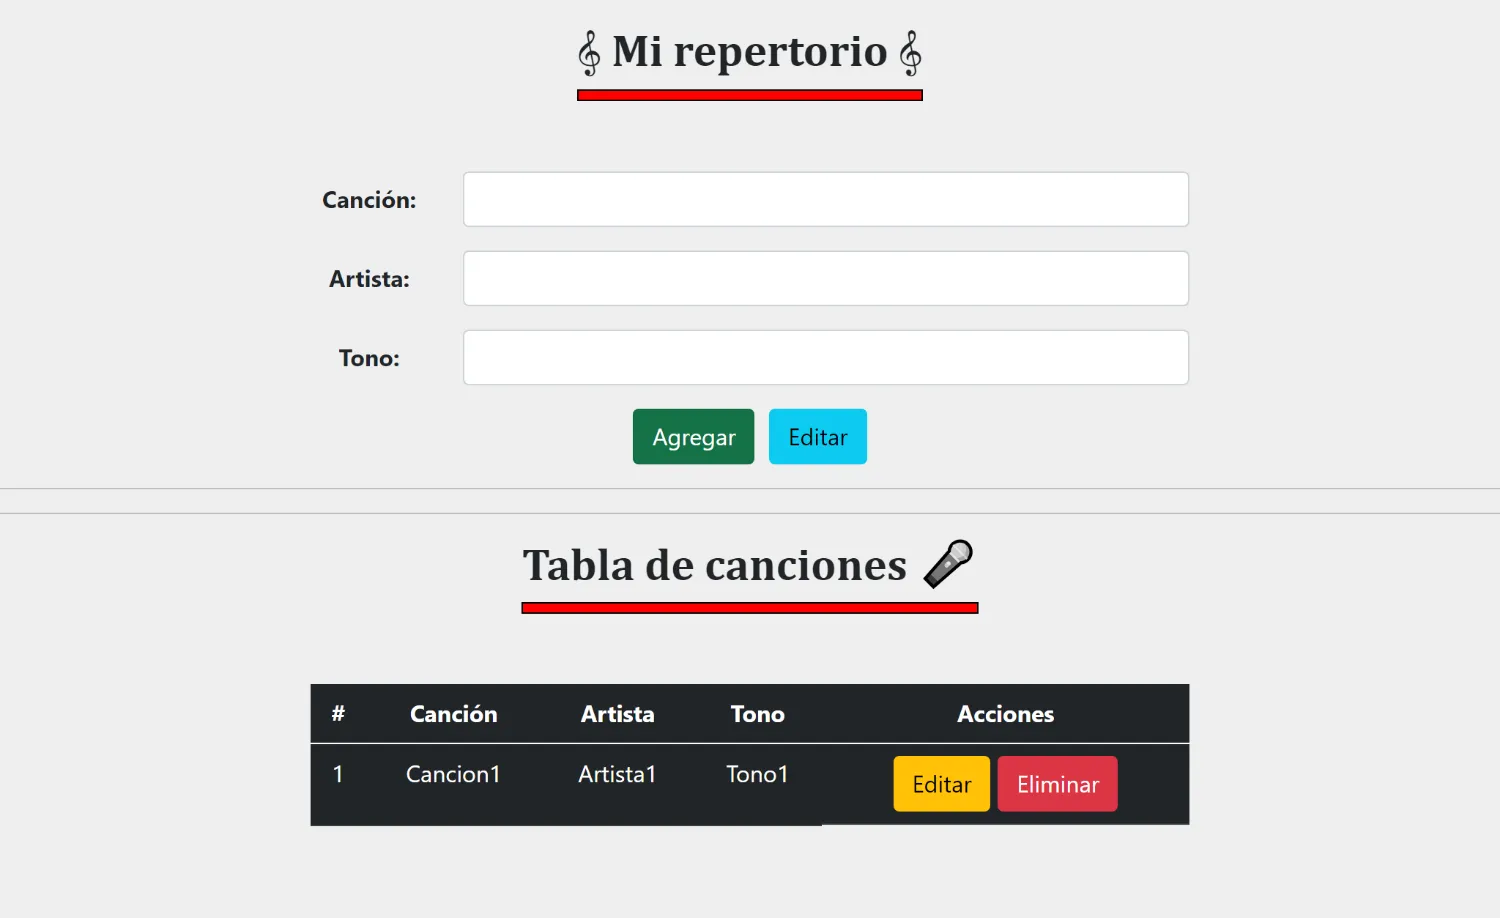 𝄞 Mi repertorio 𝄞
Canción:
Artista:
Tono:
Agregar Editar
Tabla de canciones 🎤
# Canción Artista Tono Acciones
1 Cancion1 Artista1 Tono1 Editar Eliminar